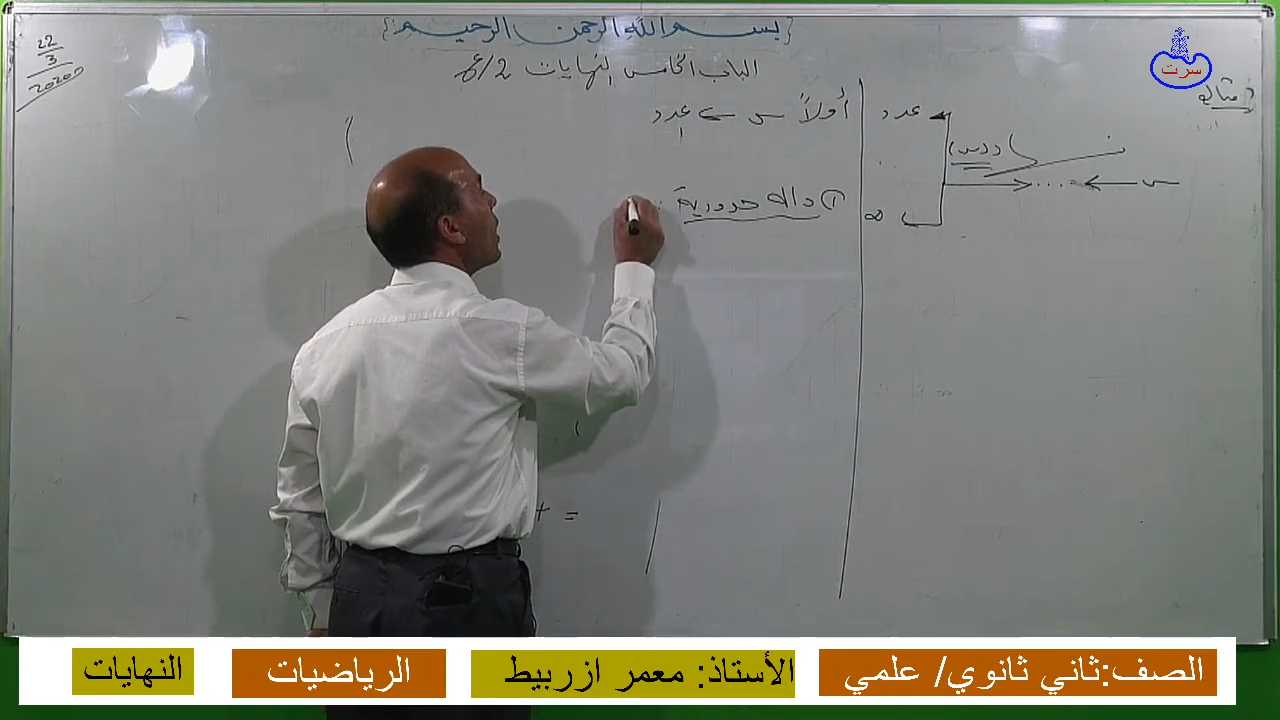 {بسم الله الرحمن الرحيم}
الباب الخامس النهايات 2/ع
22
3
2020
سرت
أولاً س ← عدد
① دالة حدودية
عدد
نهــا د(س)
س ←
∞
+ =
الصف:ثاني ثانوي/ علمي
الأستاذ: معمر ازربيط
الرياضيات
النهايات